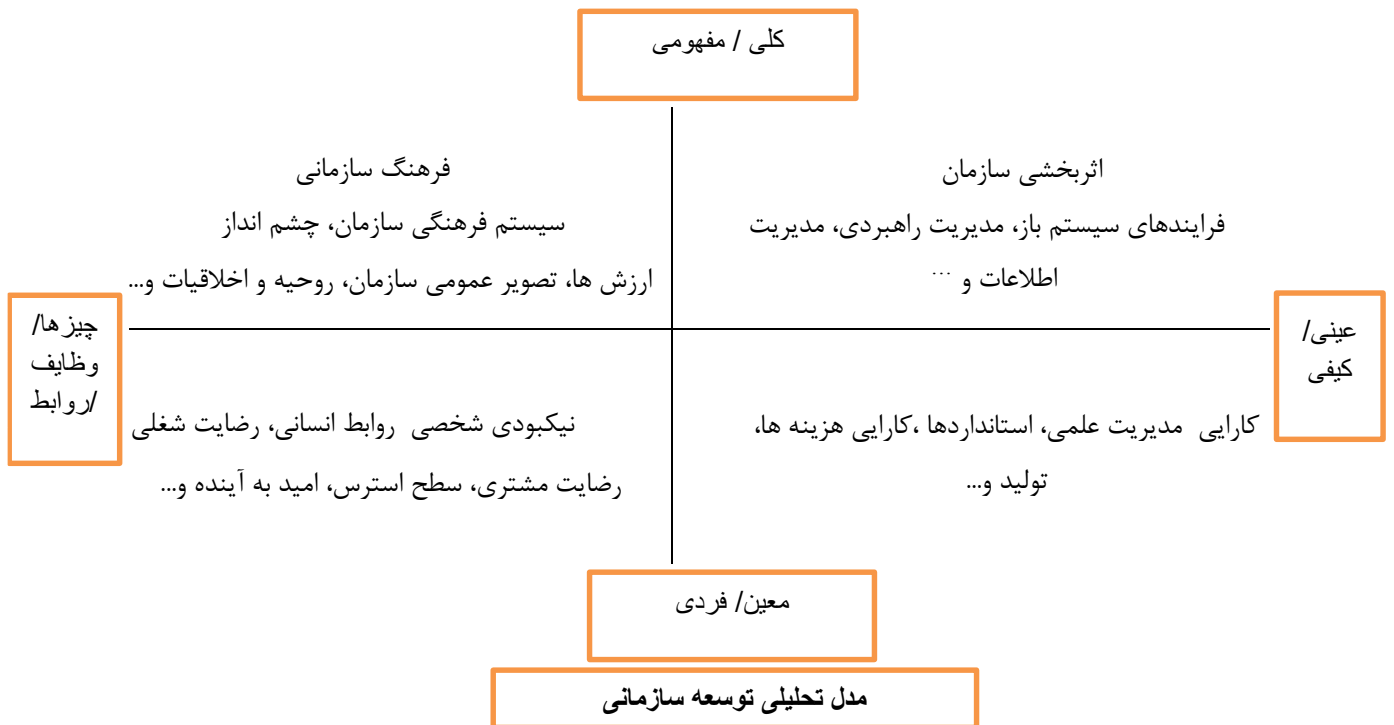 کلی / مفهومی
اثربخشی سازمان
فرایندهای سیستم باز، مدیریت راهبردی، مدیریت
اطلاعات و ...
فرهنگ سازمانی
سیستم فرهنگی سازمان، چشم انداز
ارزش ها، تصویر عمومی سازمان، روحیه و اخلاقیات و...
عینی/
کیفی
چیزها/
وظایف
/روابط
کارایی مدیریت علمی، استانداردها ،کارایی هزینه ها،
تولید و...
نیکبودی شخصی روابط انسانی، رضایت شغلی
رضایت مشتری، سطح استرس، امید به آینده و...
معین/ فردی
مدل تحلیلی توسعه سازمانی